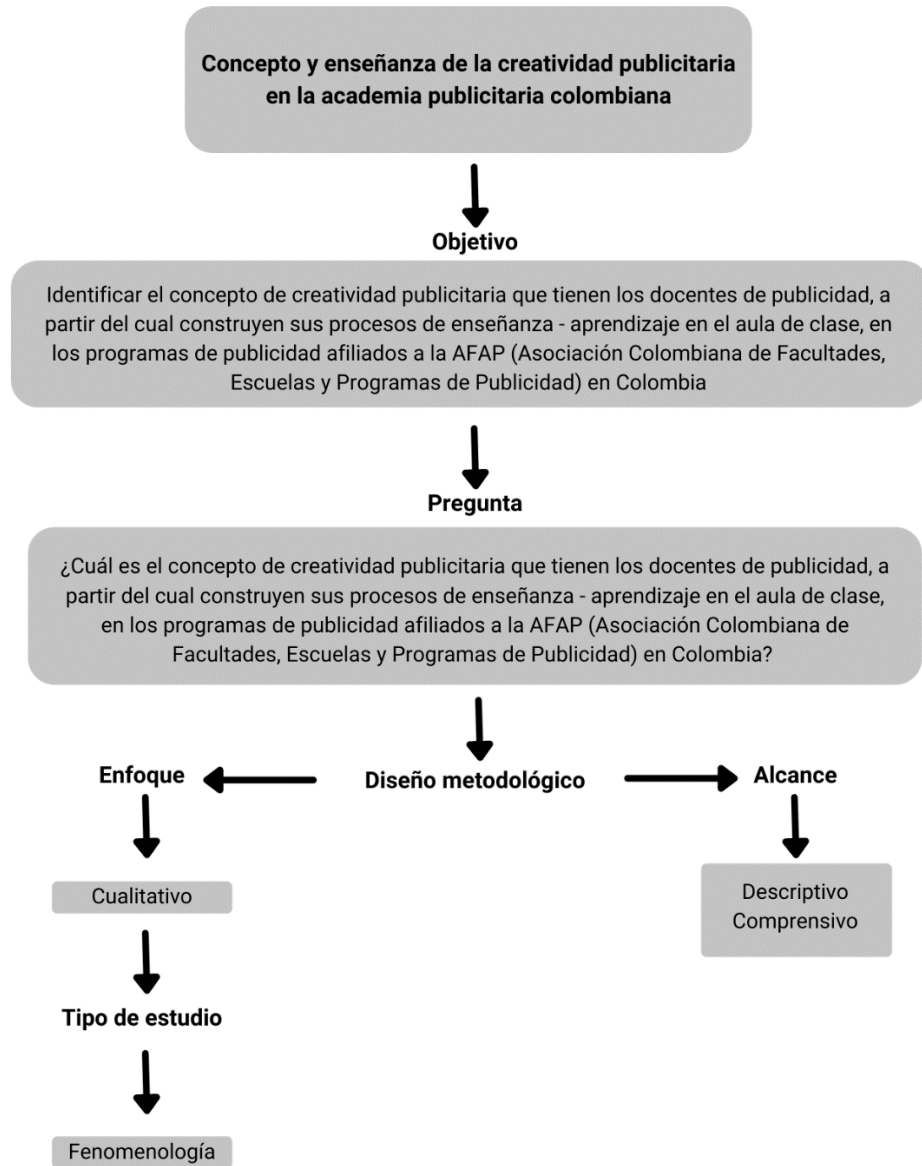 Concepto y enseñanza de la creatividad publicitaria
en la academia publicitaria colombiana
Objetivo
Identificar el concepto de creatividad publicitaria que tienen los docentes de publicidad, a
partir del cual construyen sus procesos de enseñanza - aprendizaje en el aula de clase, en
los programas de publicidad afiliados a la AFAP (Asociación Colombiana de Facultades,
Escuelas y Programas de Publicidad) en Colombia
Pregunta
¿Cuál es el concepto de creatividad publicitaria que tienen los docentes de publicidad, a
partir del cual construyen sus procesos de enseñanza - aprendizaje en el aula de clase,
en los programas de publicidad afiliados a la AFAP (Asociación Colombiana de
Facultades, Escuelas y Programas de Publicidad) en Colombia?
Enfoque
Diseño metodológico
Alcance
Cualitativo
Descriptivo
Comprensivo
Tipo de estudio
Fenomenología